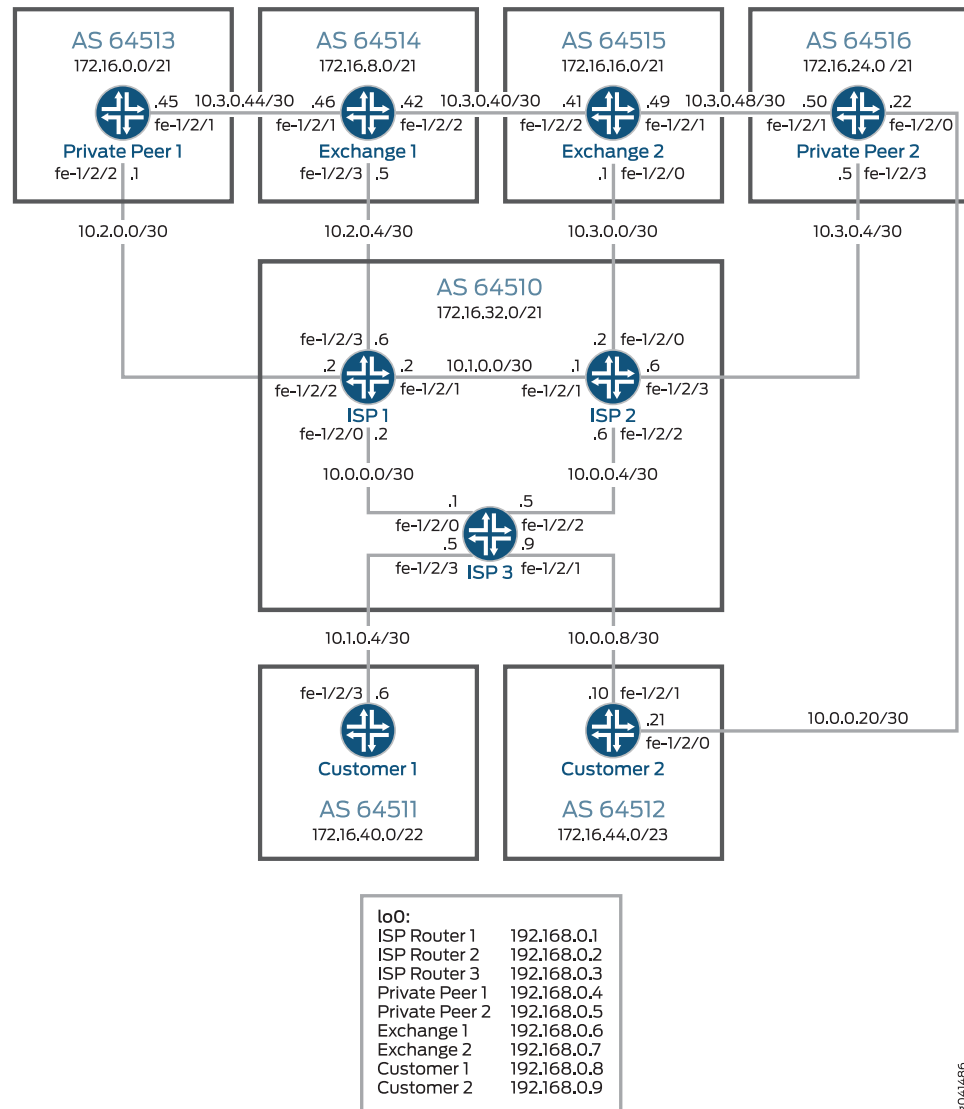 AS 64513
172.16.0.0/21
AS 64514
172.16.8.0/21
AS 64515
172.16.16.0/21
AS 64516
172.16.24.0 /21
.45
10.3.0.44/30
.46
.42
10.3.0.40/30
.41
.49
10.3.0.48/30
.50
.22
fe-1/2/1
fe-1/2/1
fe-1/2/2
fe-1/2/2
fe-1/2/1
fe-1/2/1
fe-1/2/0
Private Peer 1
Exchange 1
Exchange 2
Private Peer 2
fe-1/2/2 .1
fe-1/2/3 .5
.1 fe-1/2/0
.5 fe-1/2/3
10.2.0.0/30
10.2.0.4/30
10.3.0.0/30
10.3.0.4/30
AS 64510
172.16.32.0/21
fe-1/2/3 .6
.2 fe-1/2/0
.2
.2
10.1.0.0/30
.1
.6
fe-1/2/2
fe-1/2/1
fe-1/2/1
fe-1/2/3
ISP 1
ISP 2
fe-1/2/0 .2
.6 fe-1/2/2
10.0.0.0/30
10.0.0.4/30
.1
.5
fe-1/2/0
fe-1/2/2
.5
.9
fe-1/2/3
fe-1/2/1
ISP 3
10.1.0.4/30
10.0.0.8/30
fe-1/2/3 .6
.10 fe-1/2/1
.21
10.0.0.20/30
fe-1/2/0
Customer 1
Customer 2
AS 64511
172.16.40.0/22
AS 64512
172.16.44.0/23
lo0:
ISP Router 1 192.168.0.1
ISP Router 2 192.168.0.2
ISP Router 3 192.168.0.3
Private Peer 1 192.168.0.4
Private Peer 2 192.168.0.5
Exchange 1 192.168.0.6
Exchange 2 192.168.0.7
Customer 1 192.168.0.8
Customer 2 192.168.0.9
g041486